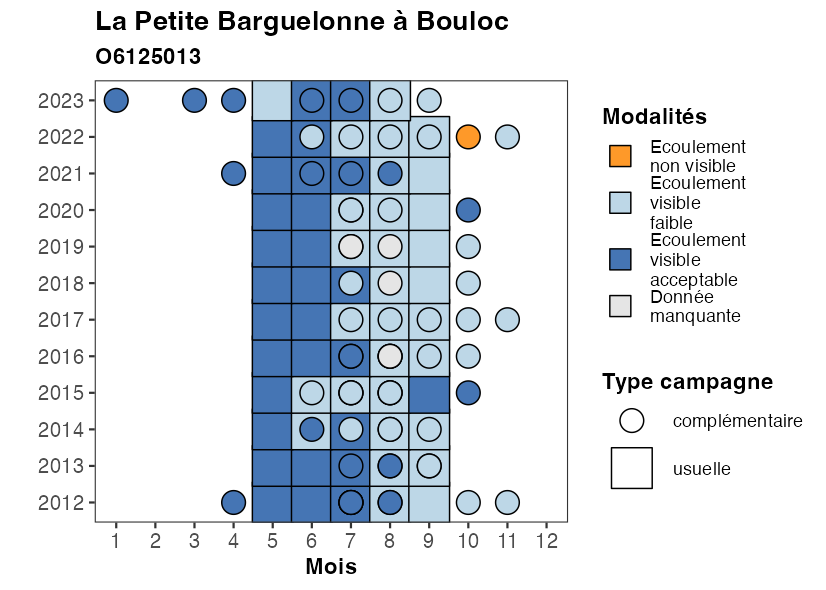 La Petite Barguelonne à Bouloc
O6125013
2023
2022
2021
2020
2019
2018
2017
2016
2015
2014
2013
2012
1 2 3 4 5 6 7 8 9 10 11 12
Mois
Modalités
Ecoulement
non visible
Ecoulement
visible
faible
Ecoulement
visible
acceptable
Donnée
manquante
Type campagne
complémentaire
usuelle